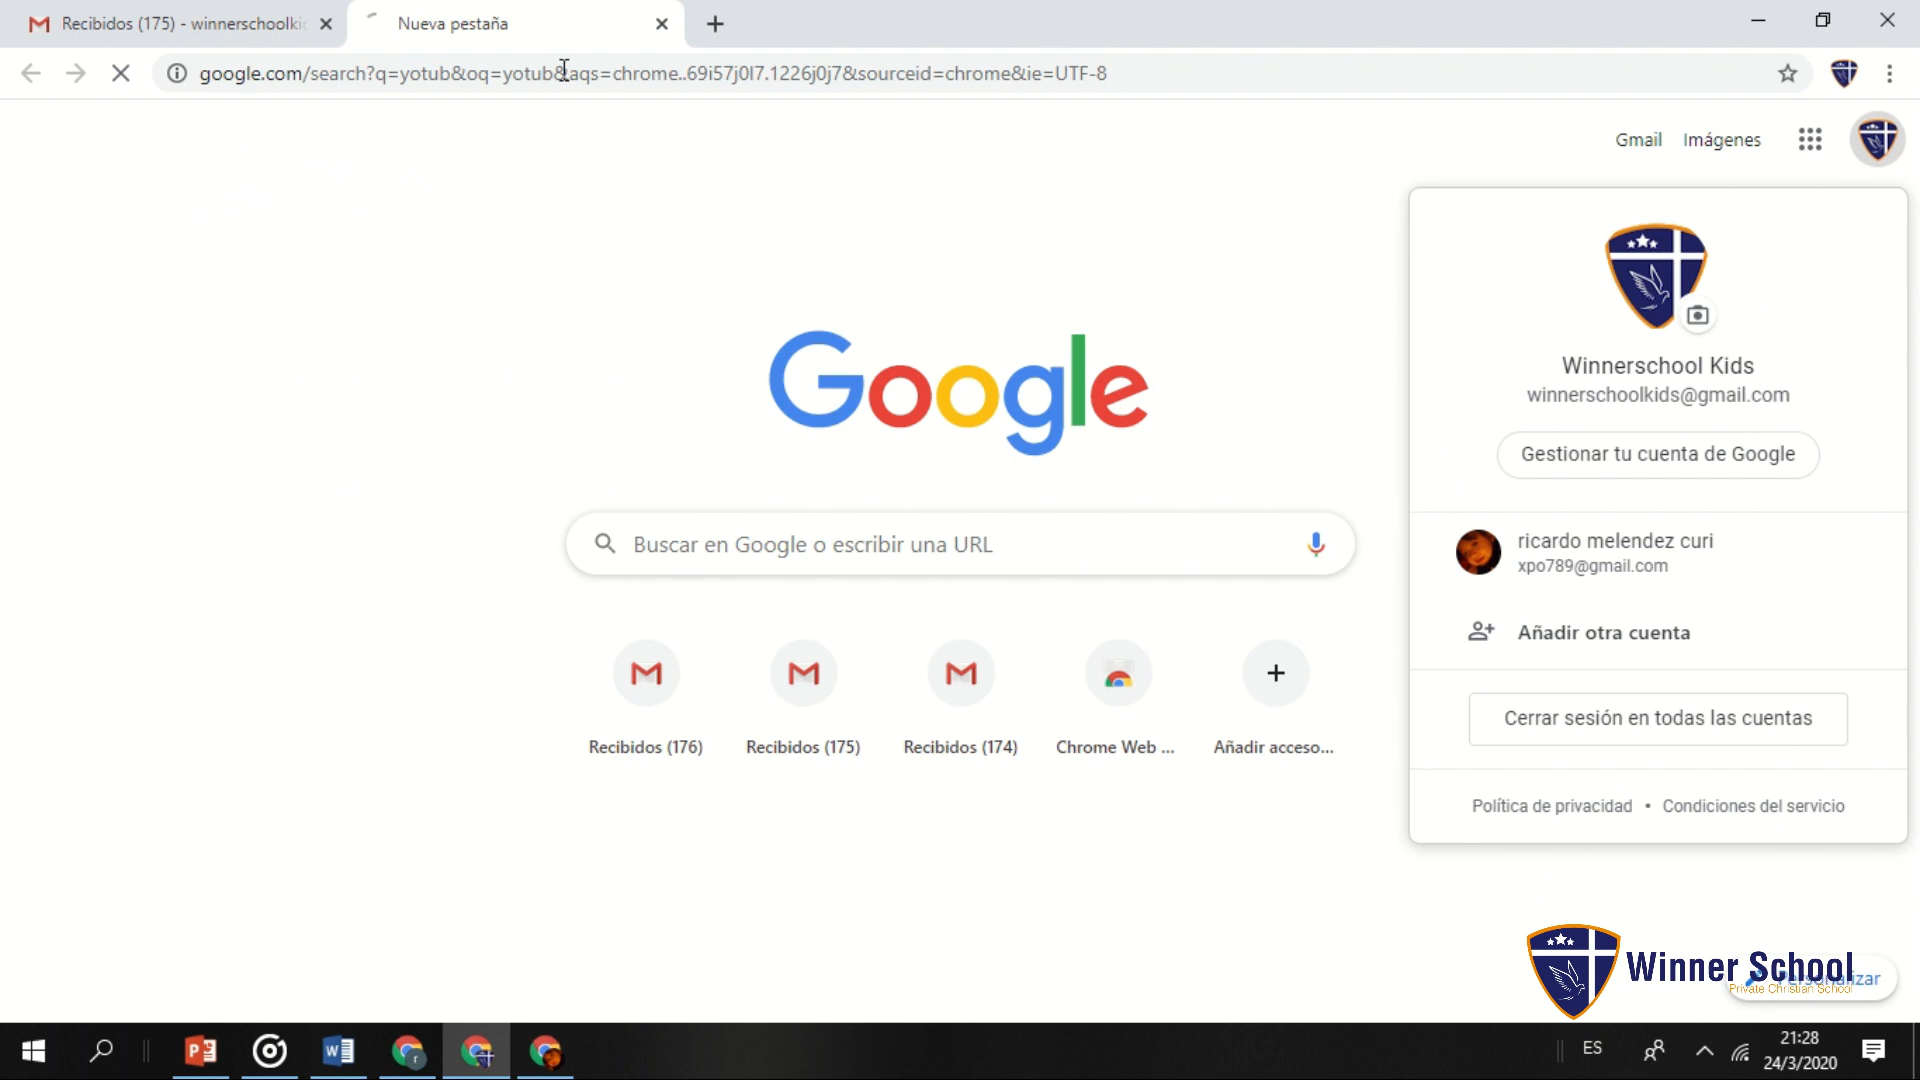 Recibidos (175) - winnerschoolkid
Nueva pestaña
google.com/search?q=yotub&oq=yotub&aqs=chrome..69i57j0l7.1226j0j7&sourceid=chrome&ie=UTF-8
Gmail
Imágenes
Google
Winnerschool Kids
winnerschoolkids@gmail.com
Gestionar tu cuenta de Google
ricardo melendez curi
xpo789@gmail.com
Añadir otra cuenta
Cerrar sesión en todas las cuentas
Política de privacidad • Condiciones del servicio
Buscar en Google o escribir una URL
Recibidos (176)
Recibidos (175)
Recibidos (174)
Chrome Web ...
Añadir acceso...
Winner School
Private Christian School
Personalizar
ES
21:28
24/3/2020